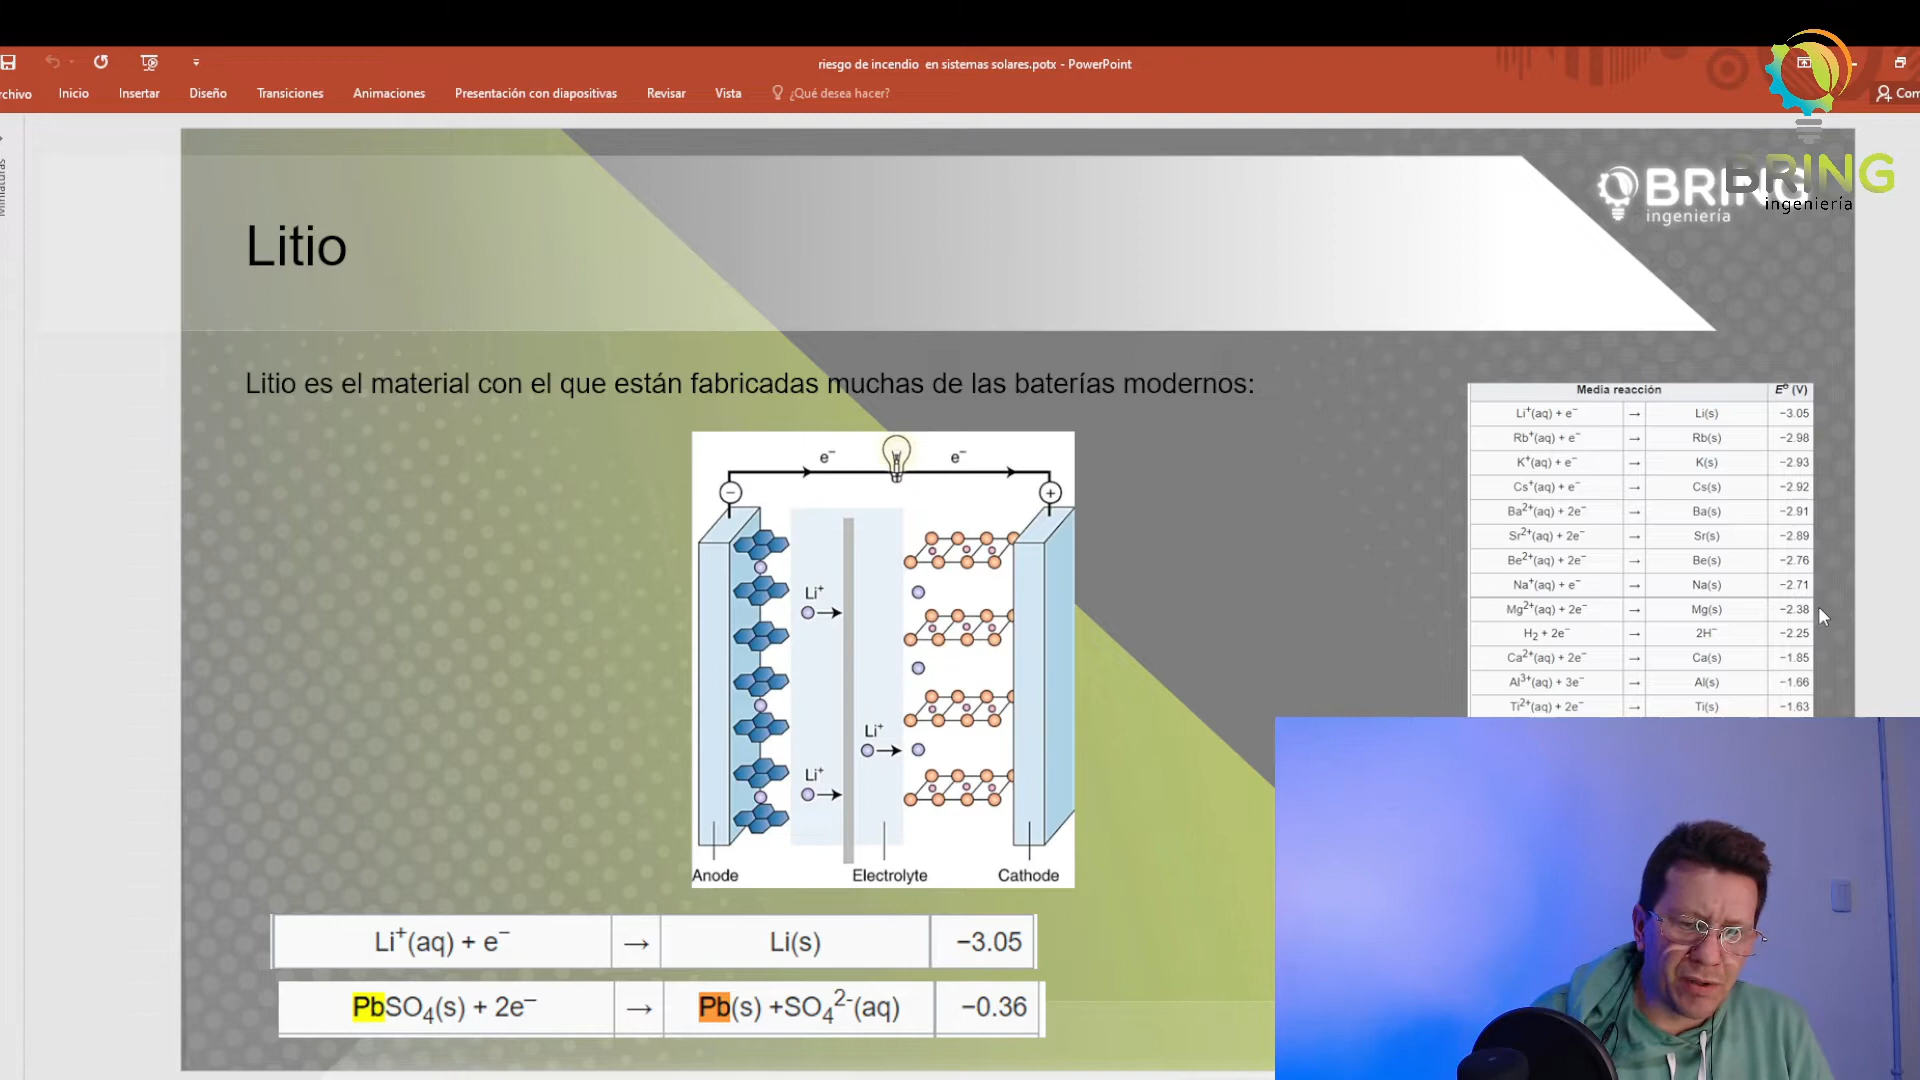 riesgo de incendio  en sistemas solares.potx - PowerPoint
Inicio
Insertar
Diseño
Transiciones
Animaciones
Presentación con diapositivas
Revisar
Vista
¿Qué desea hacer?
BRING
ingeniería
BRING
ingeniería
Litio
Litio es el material con el que están fabricadas muchas de las baterías modernos:
Media reacción E⁰ (V)
Li⁺(aq) + e⁻ → Li(s) −3.05
Rb⁺(aq) + e⁻ → Rb(s) −2.98
K⁺(aq) + e⁻ → K(s) −2.93
Cs⁺(aq) + e⁻ → Cs(s) −2.92
Ba²⁺(aq) + 2e⁻ → Ba(s) −2.91
Sr²⁺(aq) + 2e⁻ → Sr(s) −2.89
Be²⁺(aq) + 2e⁻ → Be(s) −2.76
Na⁺(aq) + e⁻ → Na(s) −2.71
Mg²⁺(aq) + 2e⁻ → Mg(s) −2.38
H₂ + 2e⁻ → 2H⁻ −2.25
Ca²⁺(aq) + 2e⁻ → Ca(s) −1.85
Al³⁺(aq) + 3e⁻ → Al(s) −1.66
Ti²⁺(aq) + 2e⁻ → Ti(s) −1.63
e⁻ e⁻
− +
Li⁺
Li⁺
Li⁺
Anode Electrolyte Cathode
Li⁺(aq) + e⁻ → Li(s) −3.05
PbSO₄(s) + 2e⁻ → Pb(s) +SO₄²⁻(aq) −0.36